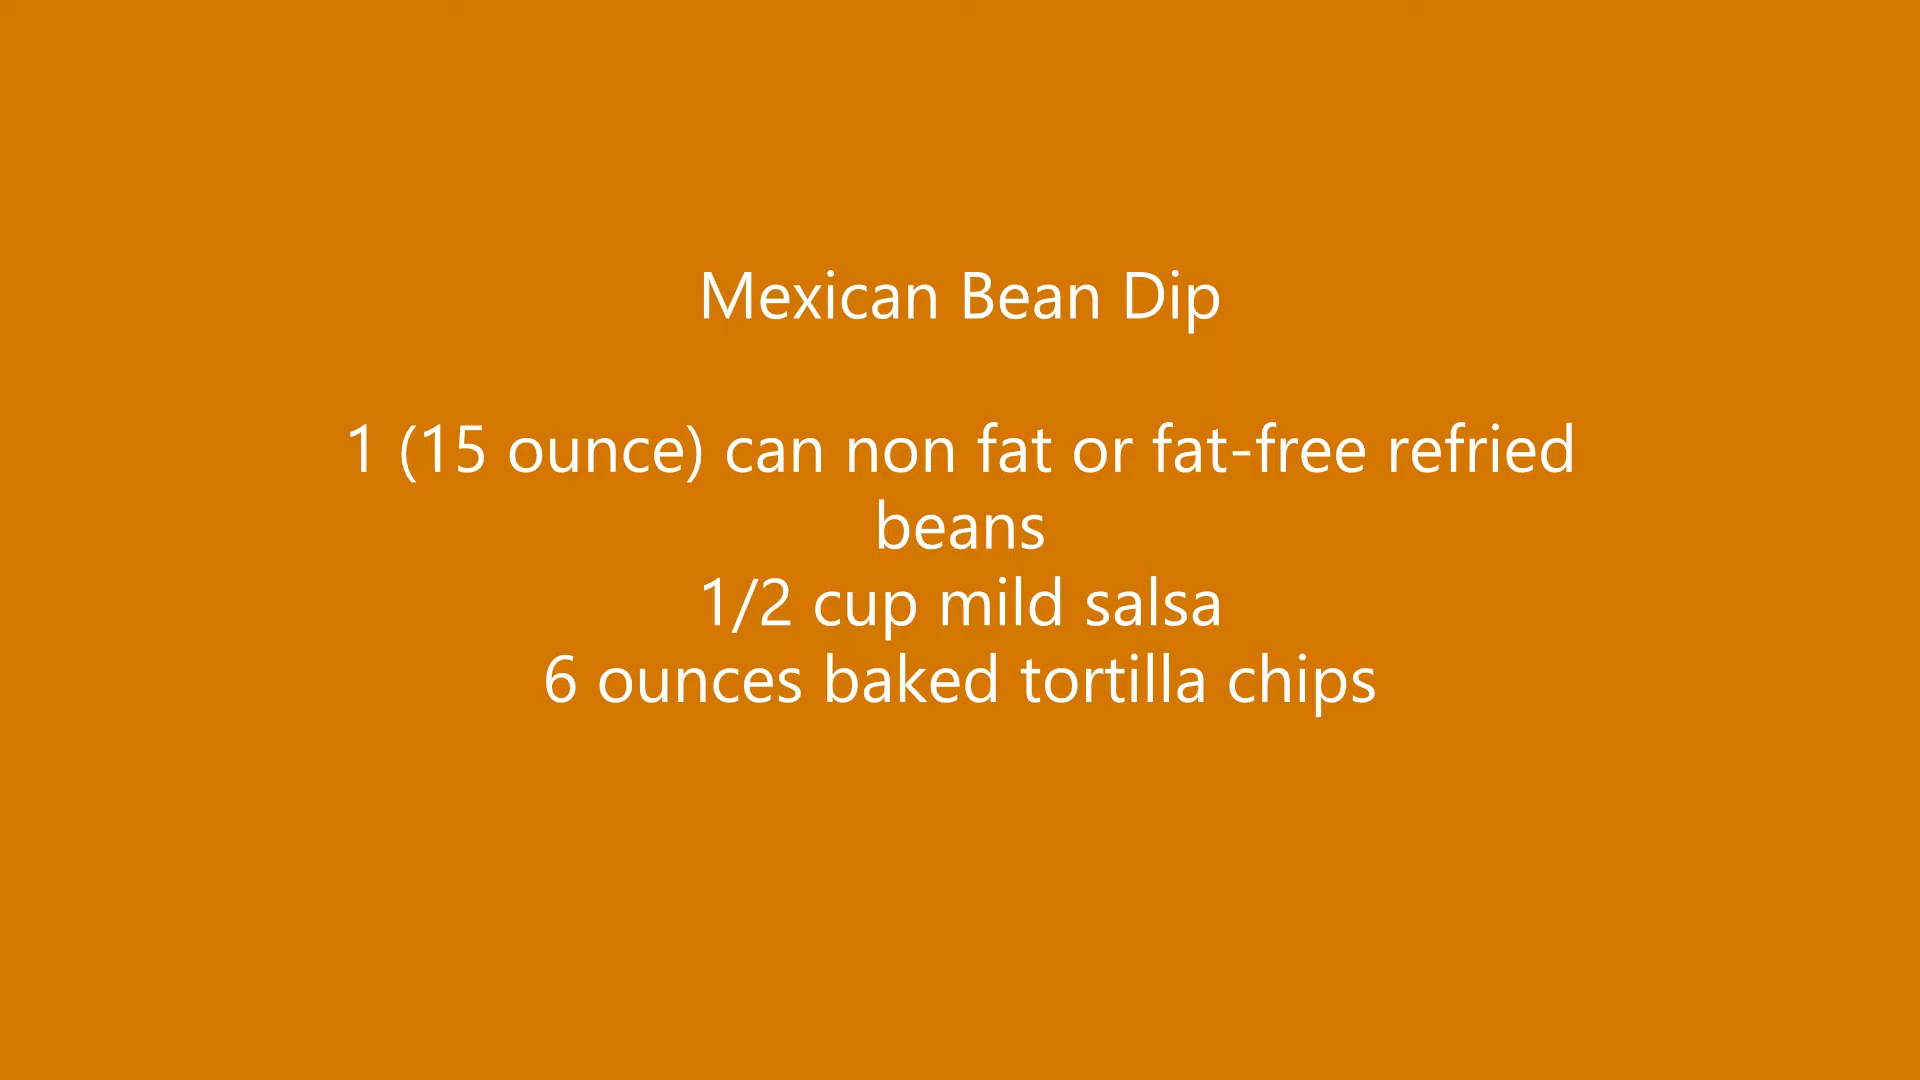 Mexican Bean Dip
1 (15 ounce) can non fat or fat-free refried
beans
1/2 cup mild salsa
6 ounces baked tortilla chips